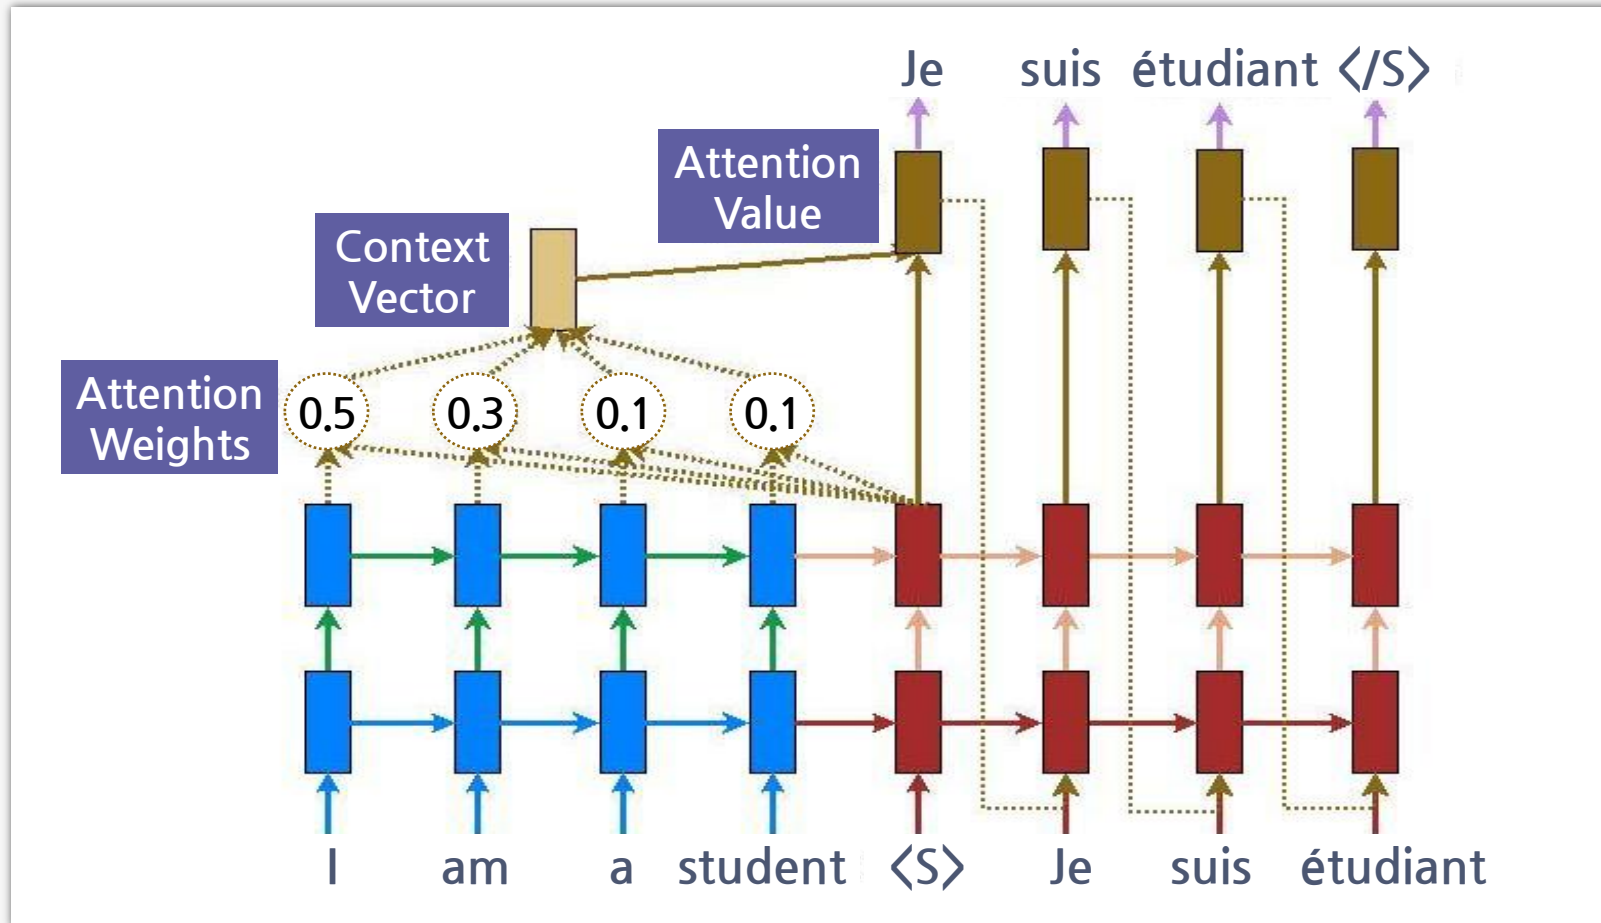 Je suis étudiant </S>
Attention
Value
Context
Vector
Attention
Weights
0.5 0.3 0.1 0.1
I am a student <S> Je suis étudiant